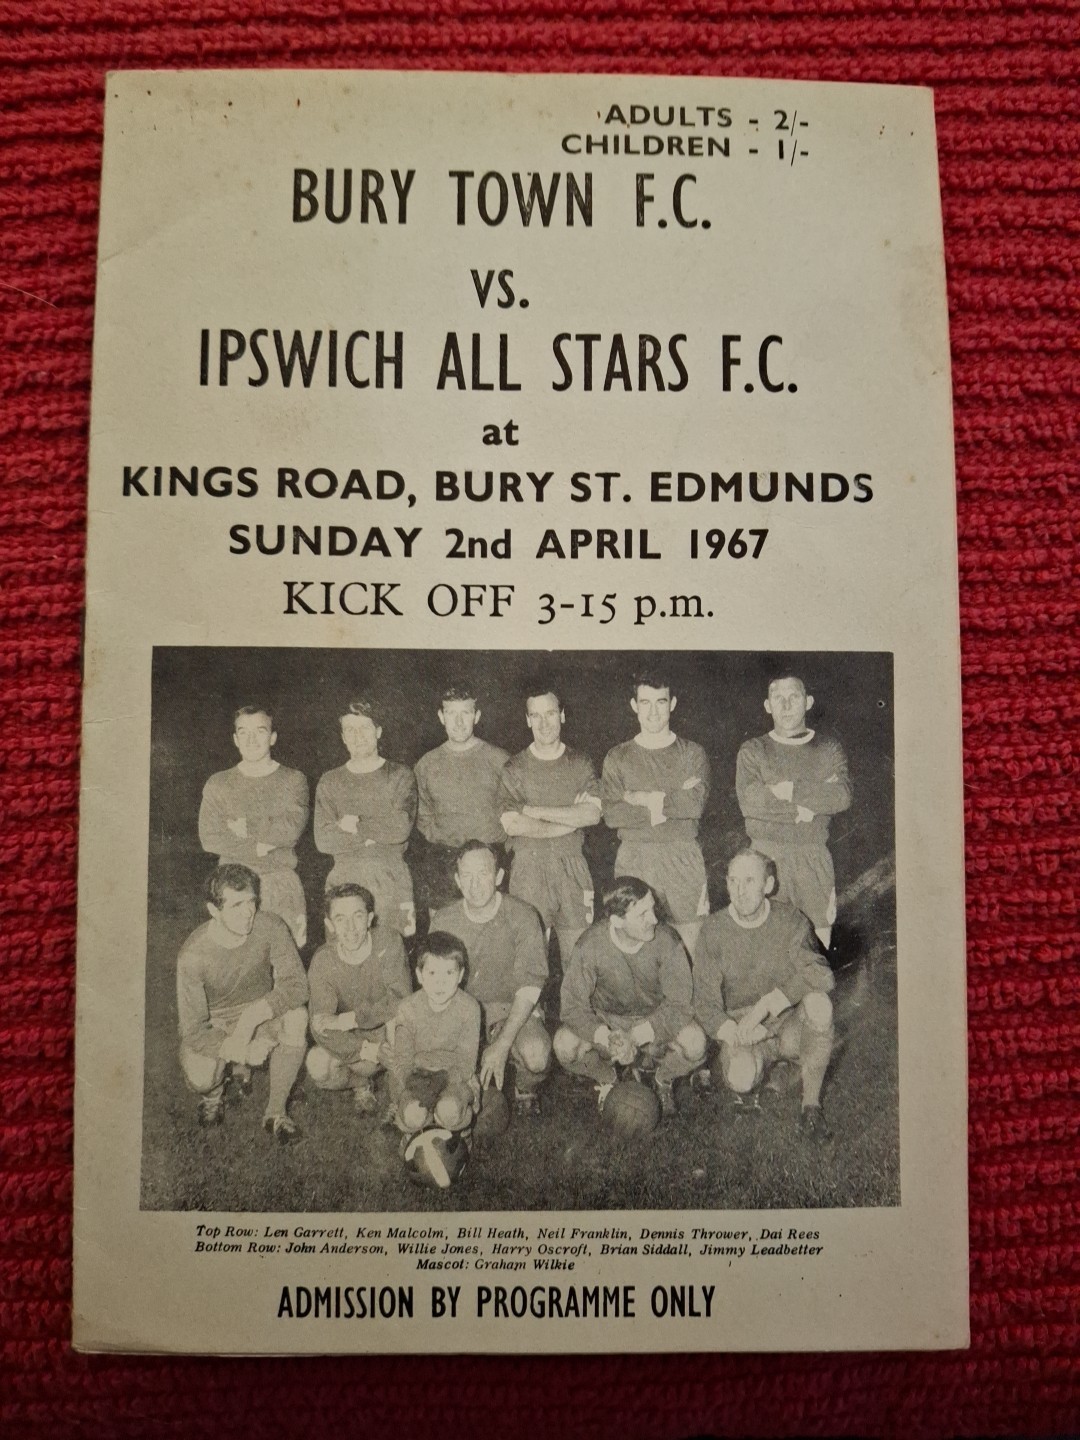 ADULTS - 2/-
CHILDREN - 1/-
BURY TOWN F.C.
VS.
IPSWICH ALL STARS F.C.
at
KINGS ROAD, BURY ST. EDMUNDS
SUNDAY 2nd APRIL 1967
KICK OFF 3-15 p.m.
3
5
Top Row: Len Garrett, Ken Malcolm, Bill Heath, Neil Franklin, Dennis Thrower, Dai Rees
Bottom Row: John Anderson, Willie Jones, Harry Oscroft, Brian Siddall, Jimmy Leadbetter
Mascot: Graham Wilkie
ADMISSION BY PROGRAMME ONLY